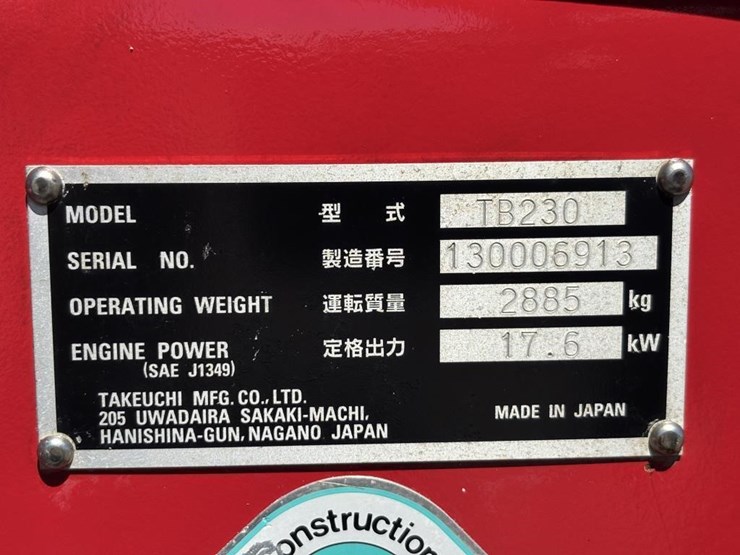 MODEL 型 式 TB230
SERIAL NO. 製造番号 130006913
OPERATING WEIGHT 運転質量 2885 kg
ENGINE POWER 定格出力 17.6 kW
(SAE J1349)
TAKEUCHI MFG. CO., LTD.
205 UWADAIRA SAKAKI-MACHI,
HANISHINA-GUN, NAGANO JAPAN
MADE IN JAPAN
onstruction